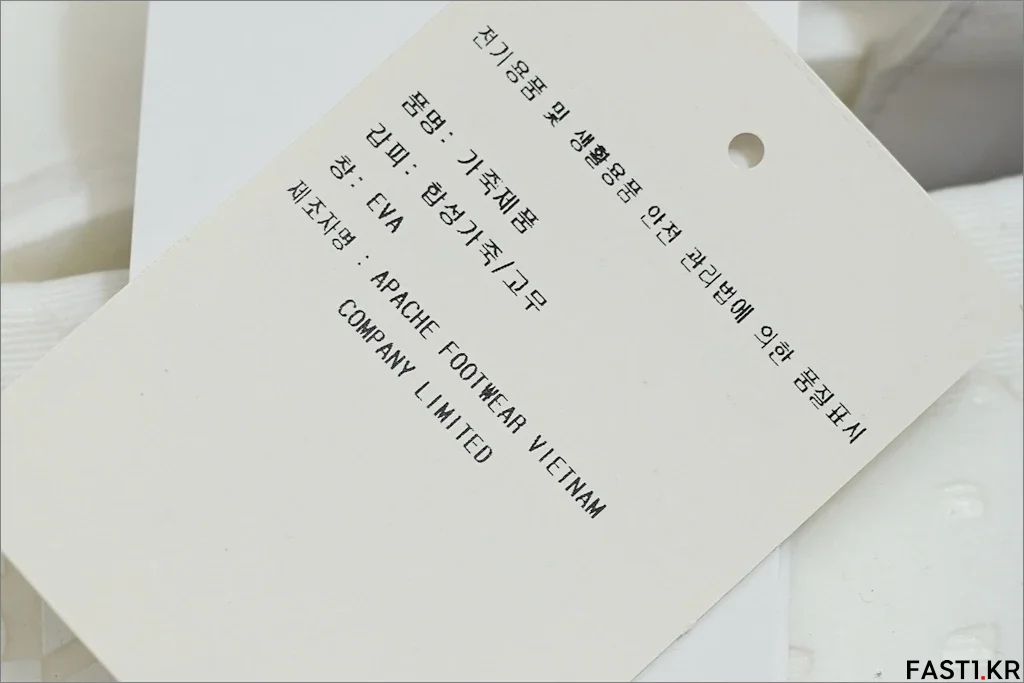 전기용품 및 생활용품 안전 관리법에 의한 품질표시
품명: 가죽제품
감피: 합성가죽/고무
창: EVA
제조자명 : APACHE FOOTWEAR VIETNAM
COMPANY LIMITED
FAST1.KR